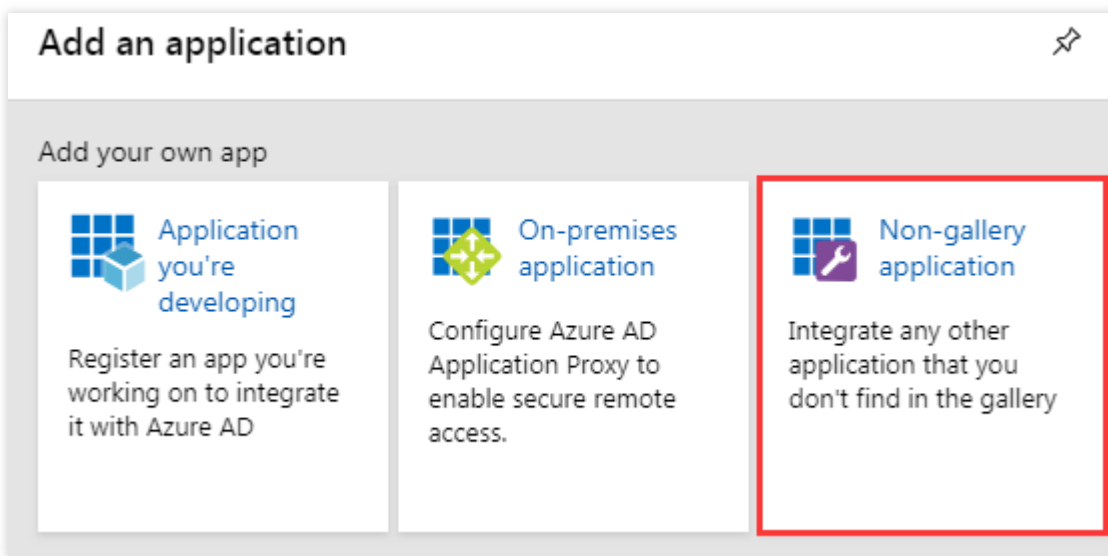 Add an application
Add your own app
Application
you're
developing
Register an app you're
working on to integrate
it with Azure AD
On-premises
application
Configure Azure AD
Application Proxy to
enable secure remote
access.
Non-gallery
application
Integrate any other
application that you
don't find in the gallery